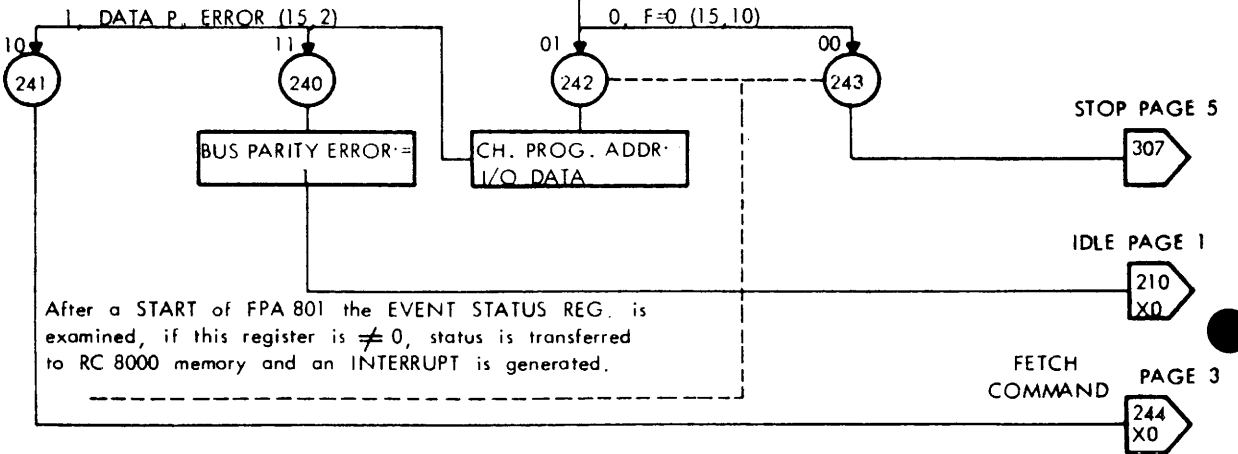 1, DATA P. ERROR (15,2)
0, F=0 (15,10)
10
11
01
00
241
240
242
243
STOP PAGE 5
BUS PARITY ERROR:=
1
CH. PROG. ADDR:
I/O DATA
307
IDLE PAGE 1
210
X0
After a START of FPA 801 the EVENT STATUS REG. is
examined, if this register is ≠ 0, status is transferred
to RC 8000 memory and an INTERRUPT is generated.
FETCH
COMMAND
PAGE 3
244
X0